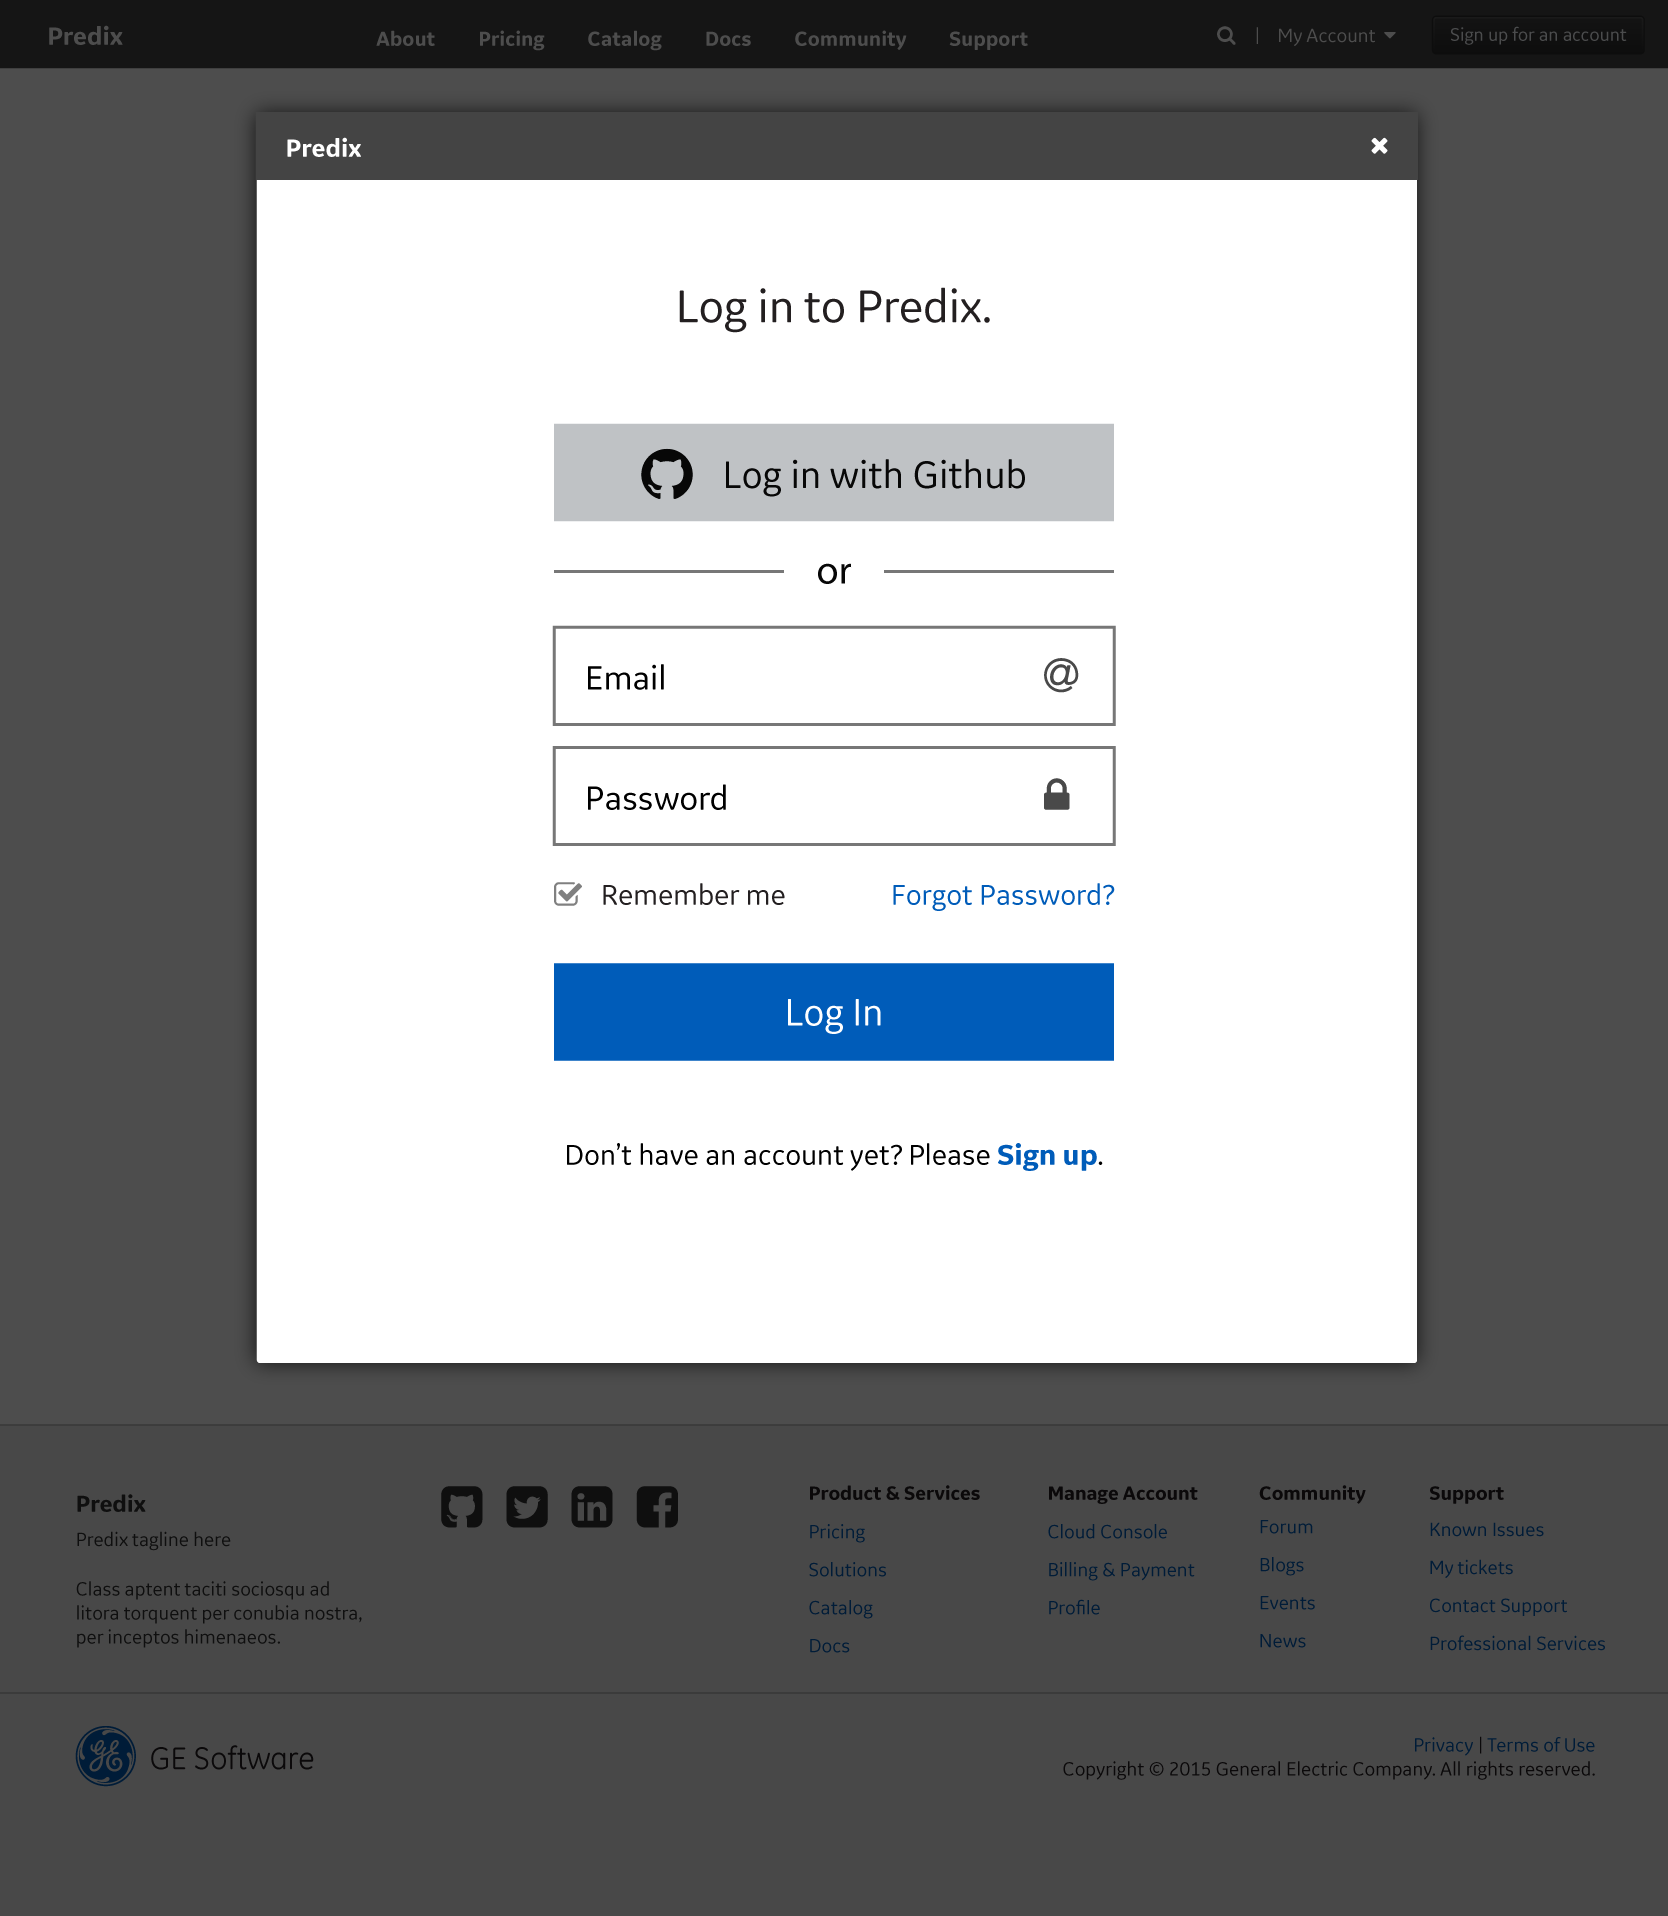 Predix
About Pricing Catalog Docs Community Support
| My Account
Sign up for an account
Predix
Log in to Predix.
Log in with Github
or
Email @
Password
Remember me Forgot Password?
Log In
Don’t have an account yet? Please Sign up.
Predix
Predix tagline here
Class aptent taciti sociosqu ad
litora torquent per conubia nostra,
per inceptos himenaeos.
Product & Services
Pricing
Solutions
Catalog
Docs
Manage Account
Cloud Console
Billing & Payment
Profile
Community
Forum
Blogs
Events
News
Support
Known Issues
My tickets
Contact Support
Professional Services
GE GE Software
Privacy | Terms of Use
Copyright © 2015 General Electric Company. All rights reserved.